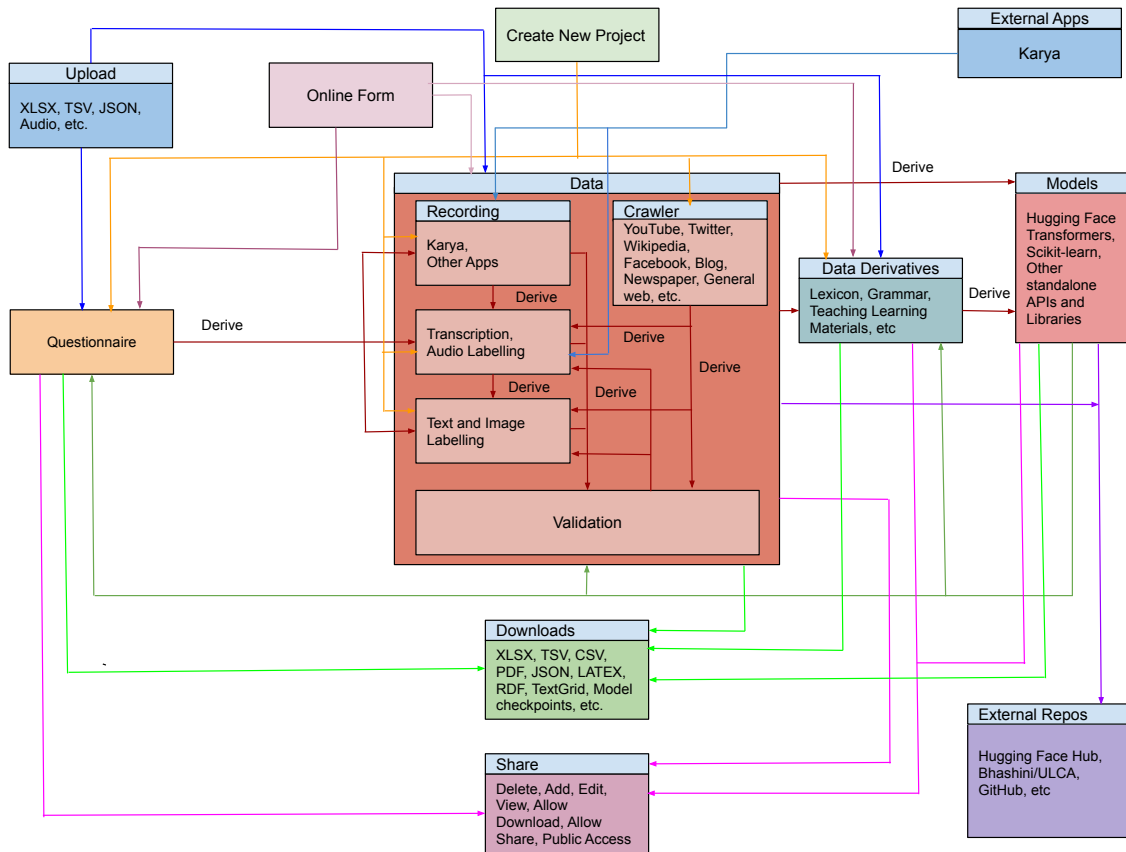 External Apps
Karya
Create New Project
Upload
XLSX, TSV, JSON,
Audio, etc.
Online Form
Derive
Data
Models
Recording
Karya,
Other Apps
Crawler
YouTube, Twitter,
Wikipedia,
Facebook, Blog,
Newspaper, General
web, etc.
Hugging Face
Transformers,
Scikit-learn,
Other
standalone
APIs and
Libraries
Data Derivatives
Lexicon, Grammar,
Teaching Learning
Materials, etc
Derive
Derive
Questionnaire
Derive
Transcription,
Audio Labelling
Derive
Derive
Derive
Derive
Text and Image
Labelling
Validation
Downloads
XLSX, TSV, CSV,
PDF, JSON, LATEX,
RDF, TextGrid, Model
checkpoints, etc.
External Repos
Hugging Face Hub,
Bhashini/ULCA,
GitHub, etc
Share
Delete, Add, Edit,
View, Allow
Download, Allow
Share, Public Access